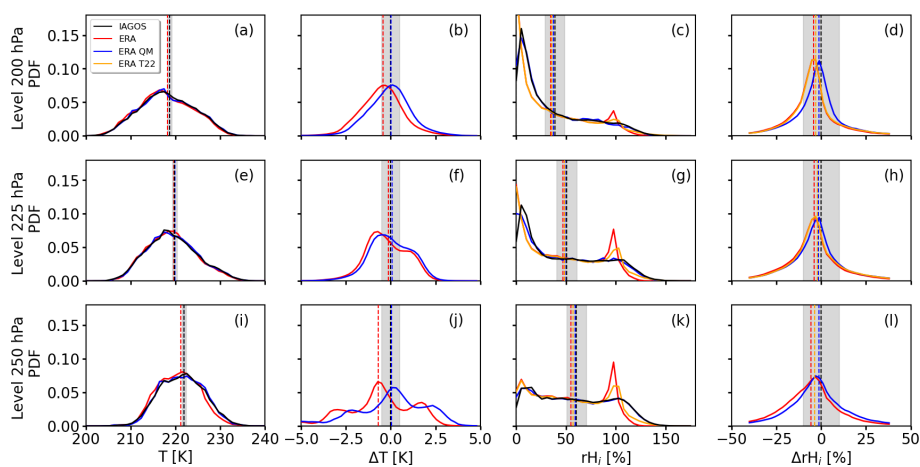 Level 200 hPa
PDF
0.15
0.10
0.05
0.00
IAGOS
ERA
ERA QM
ERA T22
(a)
(b)
(c)
(d)
Level 225 hPa
PDF
0.15
0.10
0.05
0.00
(e)
(f)
(g)
(h)
Level 250 hPa
PDF
0.15
0.10
0.05
0.00
(i)
(j)
(k)
(l)
200 210 220 230 240
−5.0 −2.5 0.0 2.5 5.0
0 50 100
−50 −25 0 25 50
T [K]
ΔT [K]
rHᵢ [%]
ΔrHᵢ [%]